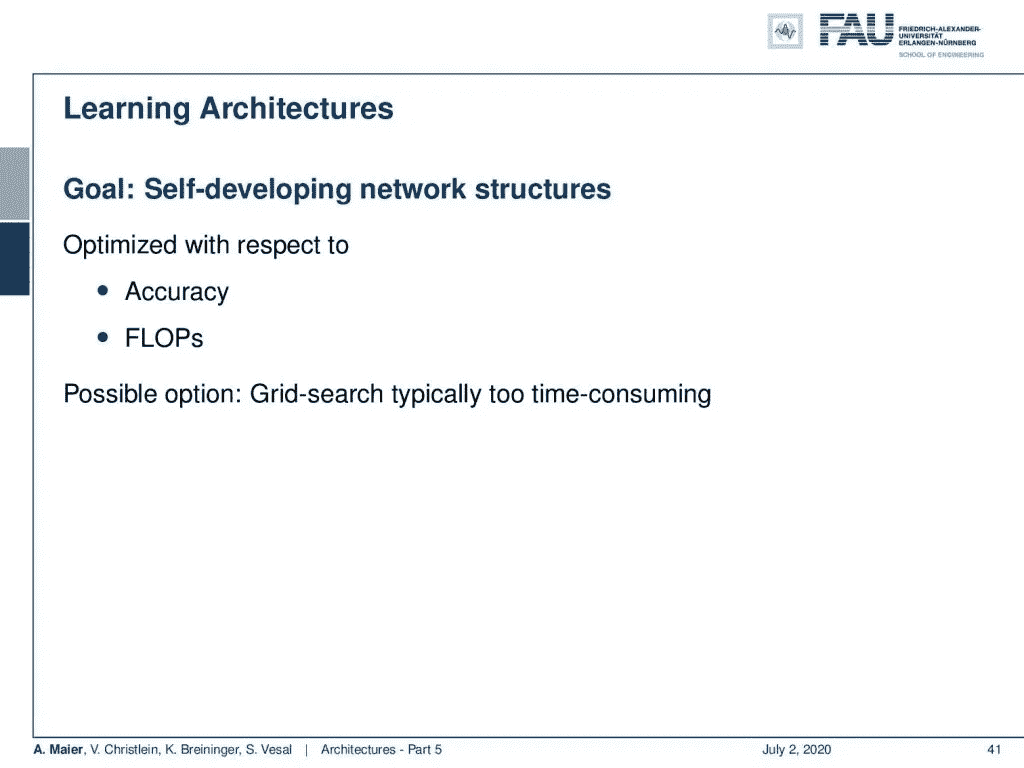 FAU
FRIEDRICH-ALEXANDER-
UNIVERSITÄT
ERLANGEN-NÜRNBERG
SCHOOL OF ENGINEERING
Learning Architectures
Goal: Self-developing network structures
Optimized with respect to
• Accuracy
• FLOPs
Possible option: Grid-search typically too time-consuming
A. Maier, V. Christlein, K. Breininger, S. Vesal | Architectures - Part 5 July 2, 2020 41